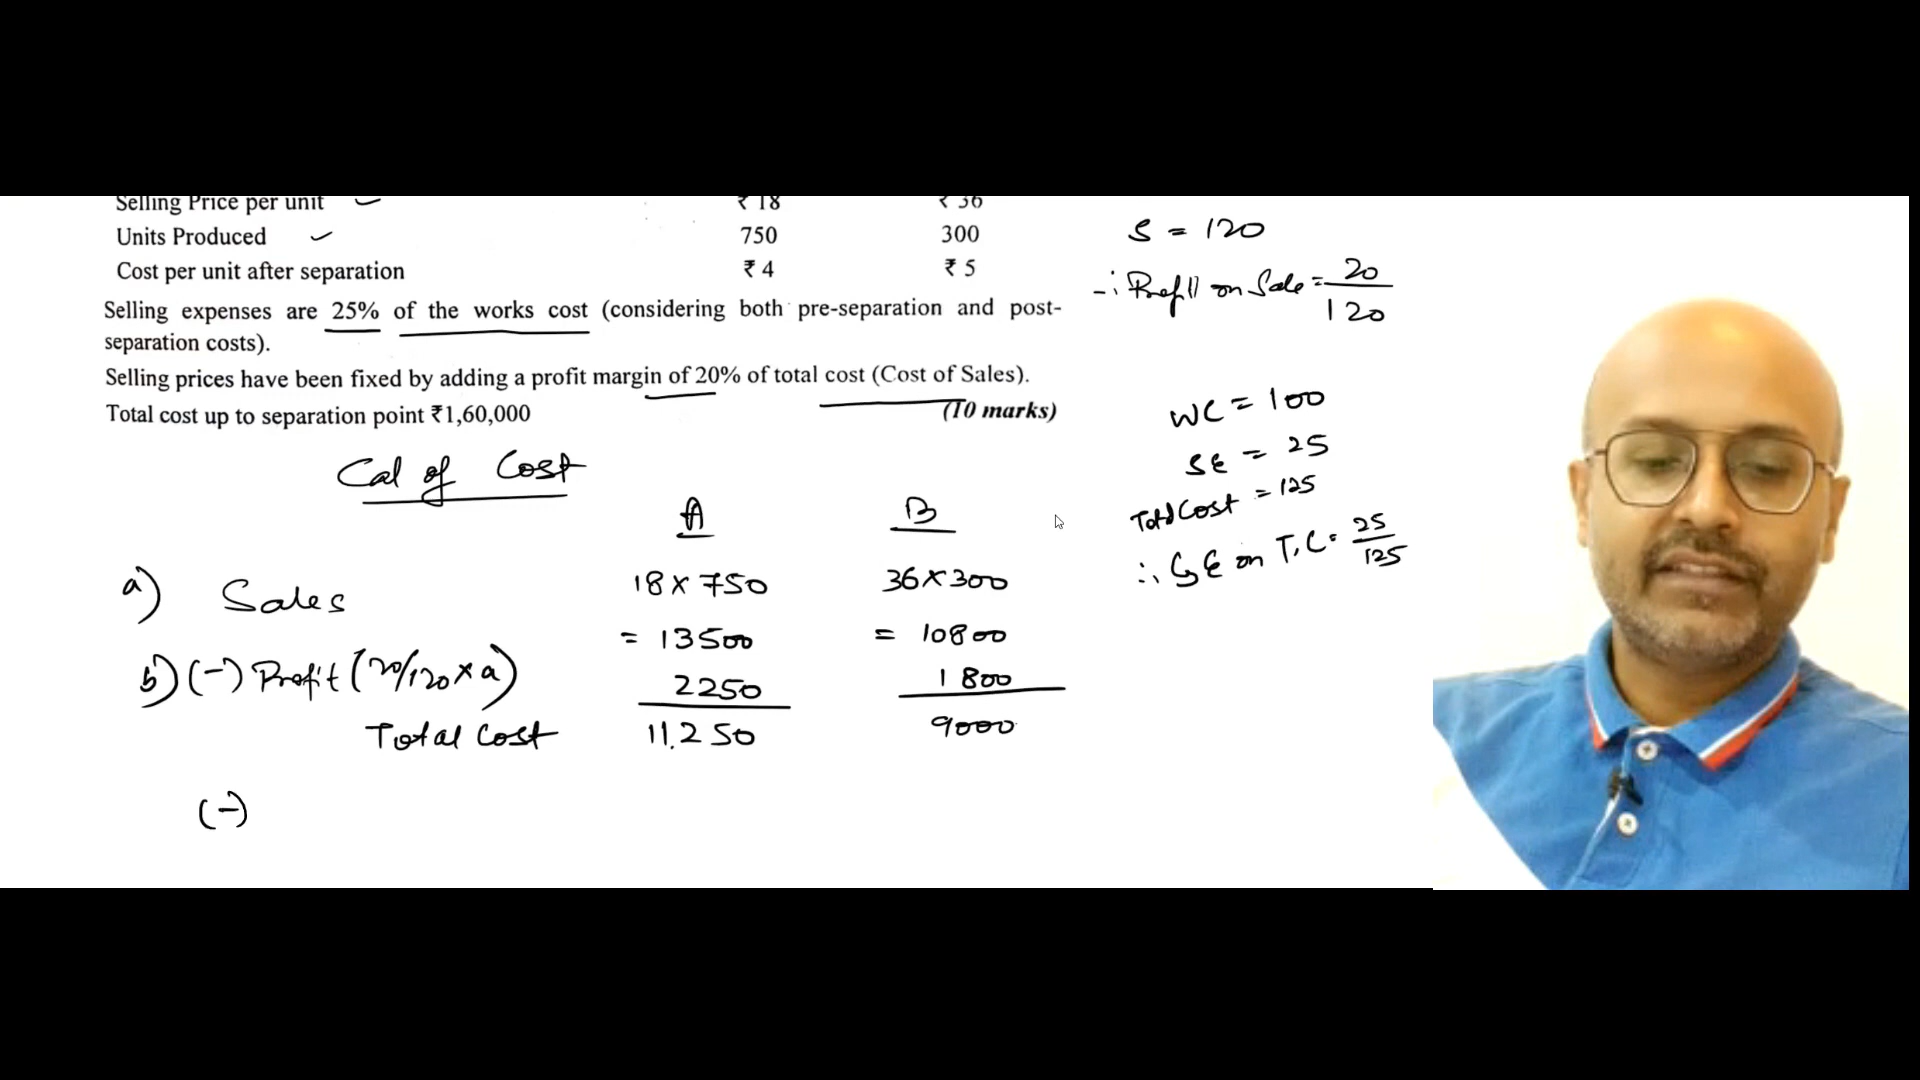 Selling Price per unit ₹ 18 ₹ 36
Units Produced 750 300
Cost per unit after separation ₹ 4 ₹ 5
Selling expenses are 25% of the works cost (considering both pre-separation and post-
separation costs).
Selling prices have been fixed by adding a profit margin of 20% of total cost (Cost of Sales).
Total cost up to separation point ₹1,60,000 (10 marks)
Cal of Cost
A B
a) Sales 18 × 750 36 × 300
= 13500 = 10800
b) (-) Profit (20/120 × a) 2250 1800
Total Cost 11,250 9000
(-)
S = 120
∴ Profit on Sale = 20/120
WC = 100
SE = 25
Total Cost = 125
∴ SE on T.C = 25/125